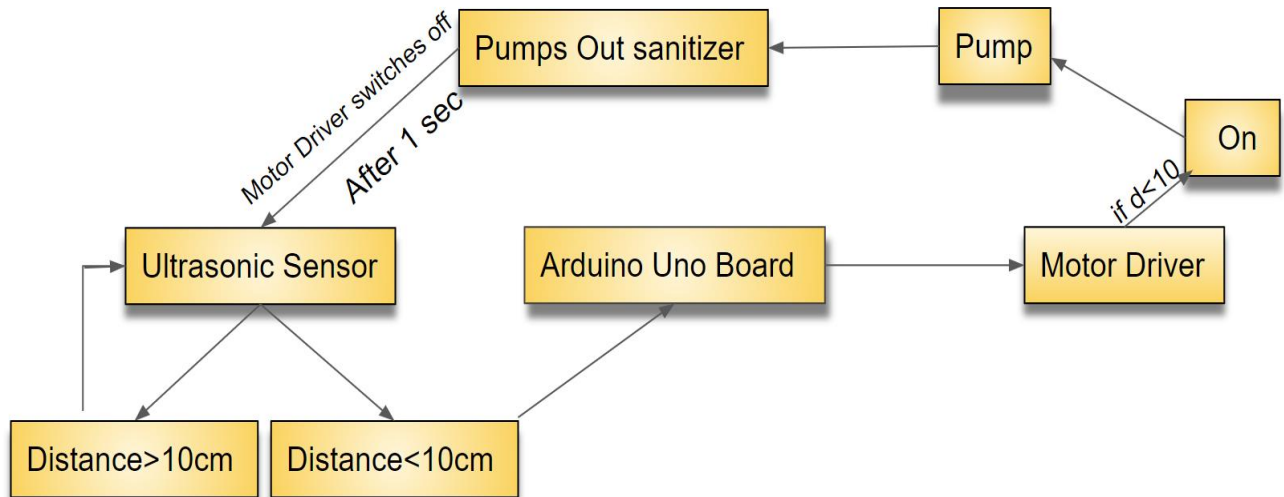 Pumps Out sanitizer
Pump
On
Motor Driver switches off
After 1 sec
if d<10
Ultrasonic Sensor
Arduino Uno Board
Motor Driver
Distance>10cm
Distance<10cm